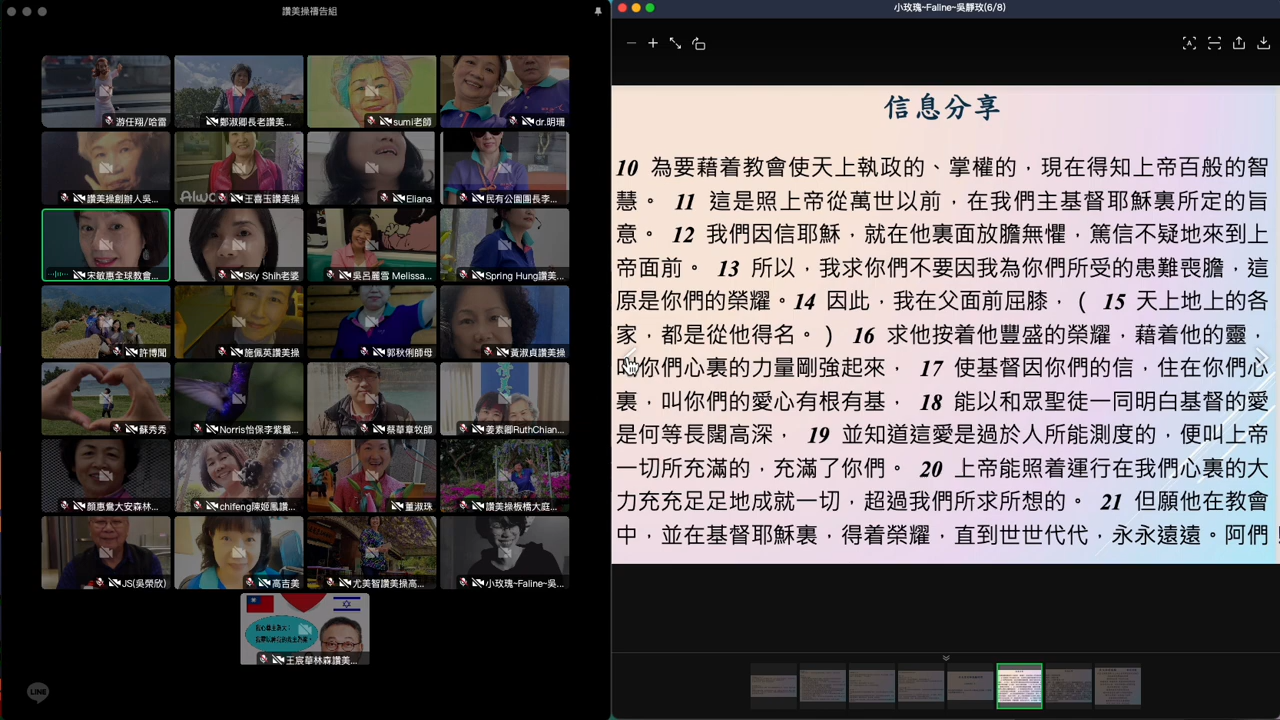 讚美操禱告組
小玫瑰~Faline~吳靜玫(6/8)
游任翔/哈雷
鄭淑卿長老讚美...
sumi老師
dr.明珊
讚美操創辦人吳...
王喜王讚美操
Eliana
民有公園團長李...
宋敏惠全球教會...
Sky Shih老婆
吳呂麗雪 Melissa...
Spring Hung讚美...
許博聞
施佩英讚美操
郭秋俐師母
黃淑貞讚美操
蘇秀秀
Norris怡保李紫鷖...
蔡華韋牧師
姜素卿RuthChian...
顏惠鴦大安森林...
chifeng陳姬鳳讚...
董淑珠
讚美操板橋大庭...
JS(吳榮欣)
高吉美
尤美智讚美操高...
小玫瑰~Faline~吳...
王宸華林森讚美...
LINE
信息分享
10 為要藉着教會使天上執政的、掌權的，現在得知上帝百般的智
慧。 11 這是照上帝從萬世以前，在我們主基督耶穌裏所定的旨
意。 12 我們因信耶穌，就在他裏面放膽無懼，篤信不疑地來到上
帝面前。 13 所以，我求你們不要因我為你們所受的患難喪膽，這
原是你們的榮耀。14 因此，我在父面前屈膝，（ 15 天上地上的各
家，都是從他得名。） 16 求他按着他豐盛的榮耀，藉着他的靈，
叫你們心裏的力量剛強起來， 17 使基督因你們的信，住在你們心
裏，叫你們的愛心有根有基， 18 能以和眾聖徒一同明白基督的愛
是何等長闊高深， 19 並知道這愛是過於人所能測度的，便叫上帝
一切所充滿的，充滿了你們。 20 上帝能照着運行在我們心裏的大
力充充足足地成就一切，超過我們所求所想的。 21 但願他在教會
中，並在基督耶穌裏，得着榮耀，直到世世代代，永永遠遠。阿們！